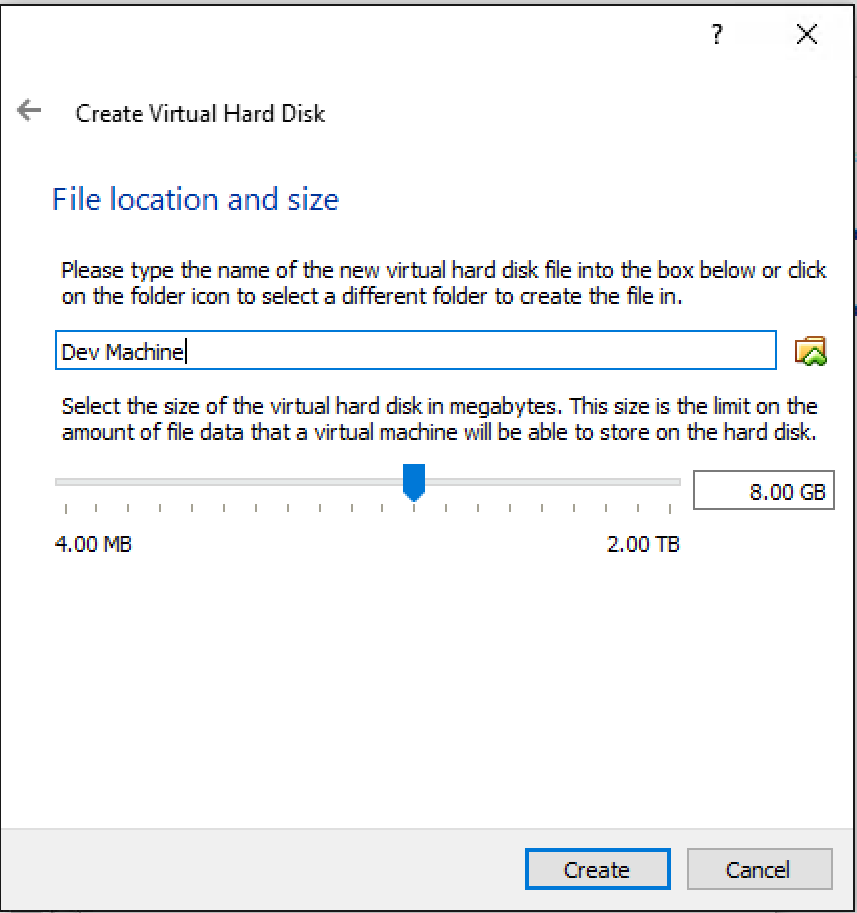 ?
Create Virtual Hard Disk
File location and size
Please type the name of the new virtual hard disk file into the box below or click
on the folder icon to select a different folder to create the file in.
Dev Machine
Select the size of the virtual hard disk in megabytes. This size is the limit on the
amount of file data that a virtual machine will be able to store on the hard disk.
8.00 GB
4.00 MB 2.00 TB
Create Cancel